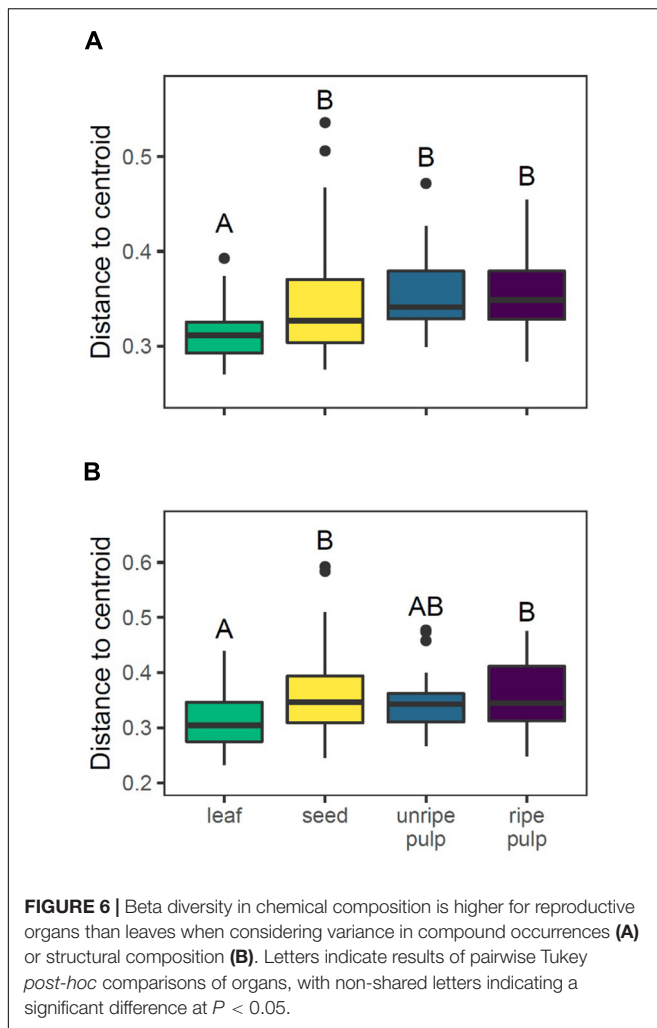 A
Distance to centroid
0.5
0.4
0.3
A
B
B
B
B
Distance to centroid
0.6
0.5
0.4
0.3
0.2
A
B
AB
B
leaf seed unripe pulp ripe pulp
FIGURE 6 | Beta diversity in chemical composition is higher for reproductive
organs than leaves when considering variance in compound occurrences (A)
or structural composition (B). Letters indicate results of pairwise Tukey
post-hoc comparisons of organs, with non-shared letters indicating a
significant difference at P < 0.05.